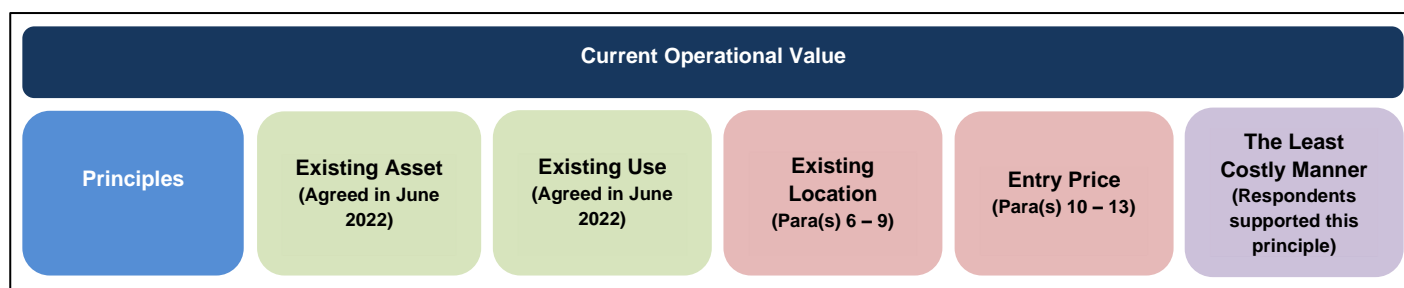 Current Operational Value
Principles
Existing Asset
(Agreed in June
2022)
Existing Use
(Agreed in June
2022)
Existing
Location
(Para(s) 6 – 9)
Entry Price
(Para(s) 10 – 13)
The Least
Costly Manner
(Respondents
supported this
principle)